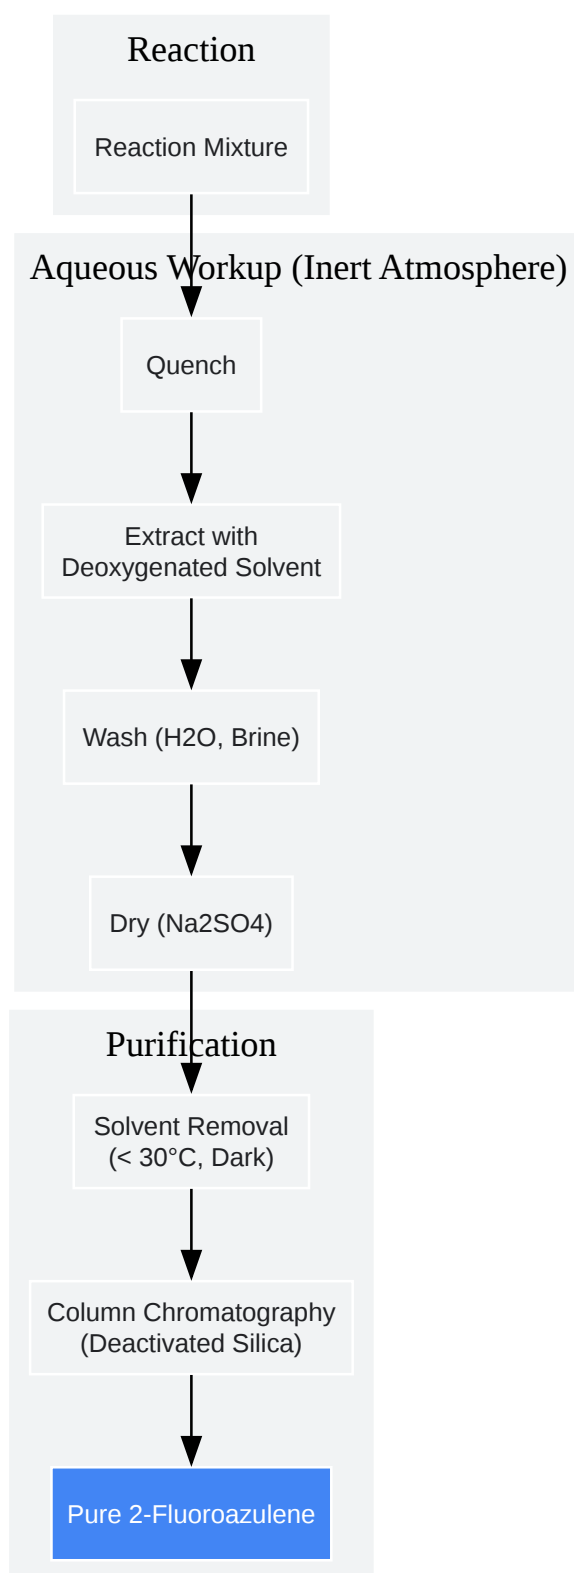 Reaction
Reaction Mixture
Aqueous Workup (Inert Atmosphere)
Quench
Extract with
Deoxygenated Solvent
Wash (H2O, Brine)
Dry (Na2SO4)
Purification
Solvent Removal
(< 30°C, Dark)
Column Chromatography
(Deactivated Silica)
Pure 2-Fluoroazulene